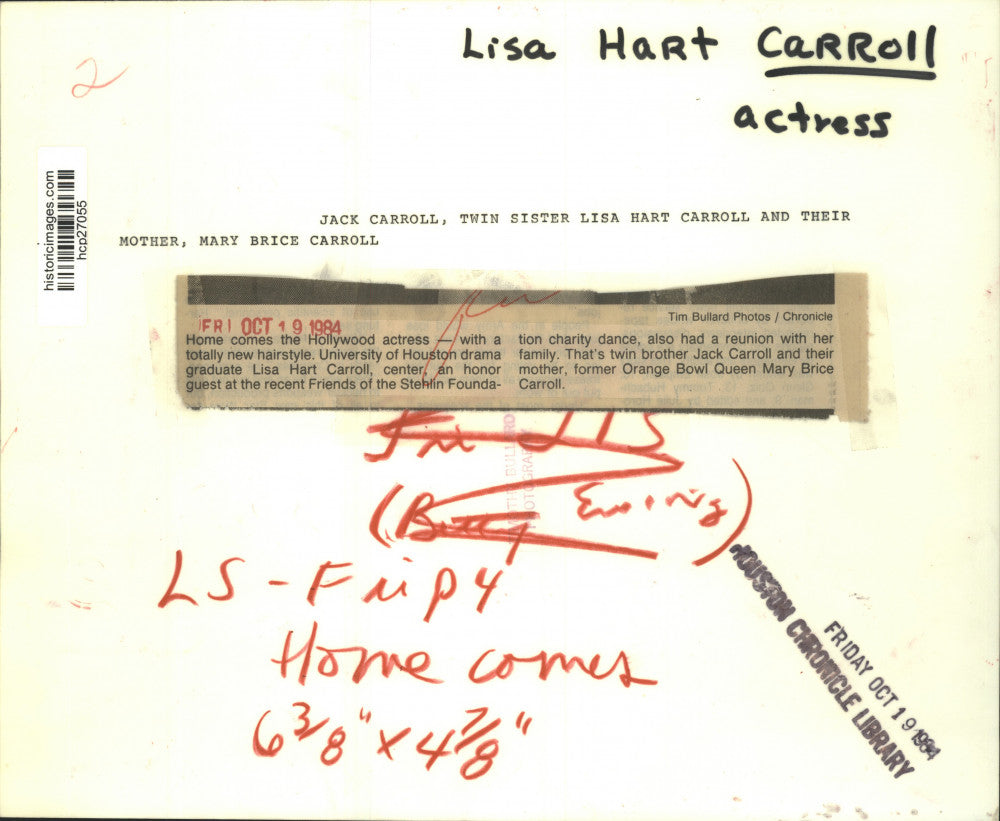 Lisa Hart Carroll
actress
2
historicimages.com
hcp27055
JACK CARROLL, TWIN SISTER LISA HART CARROLL AND THEIR
MOTHER, MARY BRICE CARROLL
Tim Bullard Photos / Chronicle
FRI OCT 19 1984
Home comes the Hollywood actress — with a
totally new hairstyle. University of Houston drama
graduate Lisa Hart Carroll, center, an honor
guest at the recent Friends of the Stehlin Founda-
tion charity dance, also had a reunion with her
family. That's twin brother Jack Carroll and their
mother, former Orange Bowl Queen Mary Brice
Carroll.
Fri
(Betty Ewing)
BULLARD
PHOTOGRAPHY
LS - Fri p 4
Home comes
6 3/8" x 4 7/8"
HOUSTON CHRONICLE LIBRARY
FRIDAY OCT 19 1984